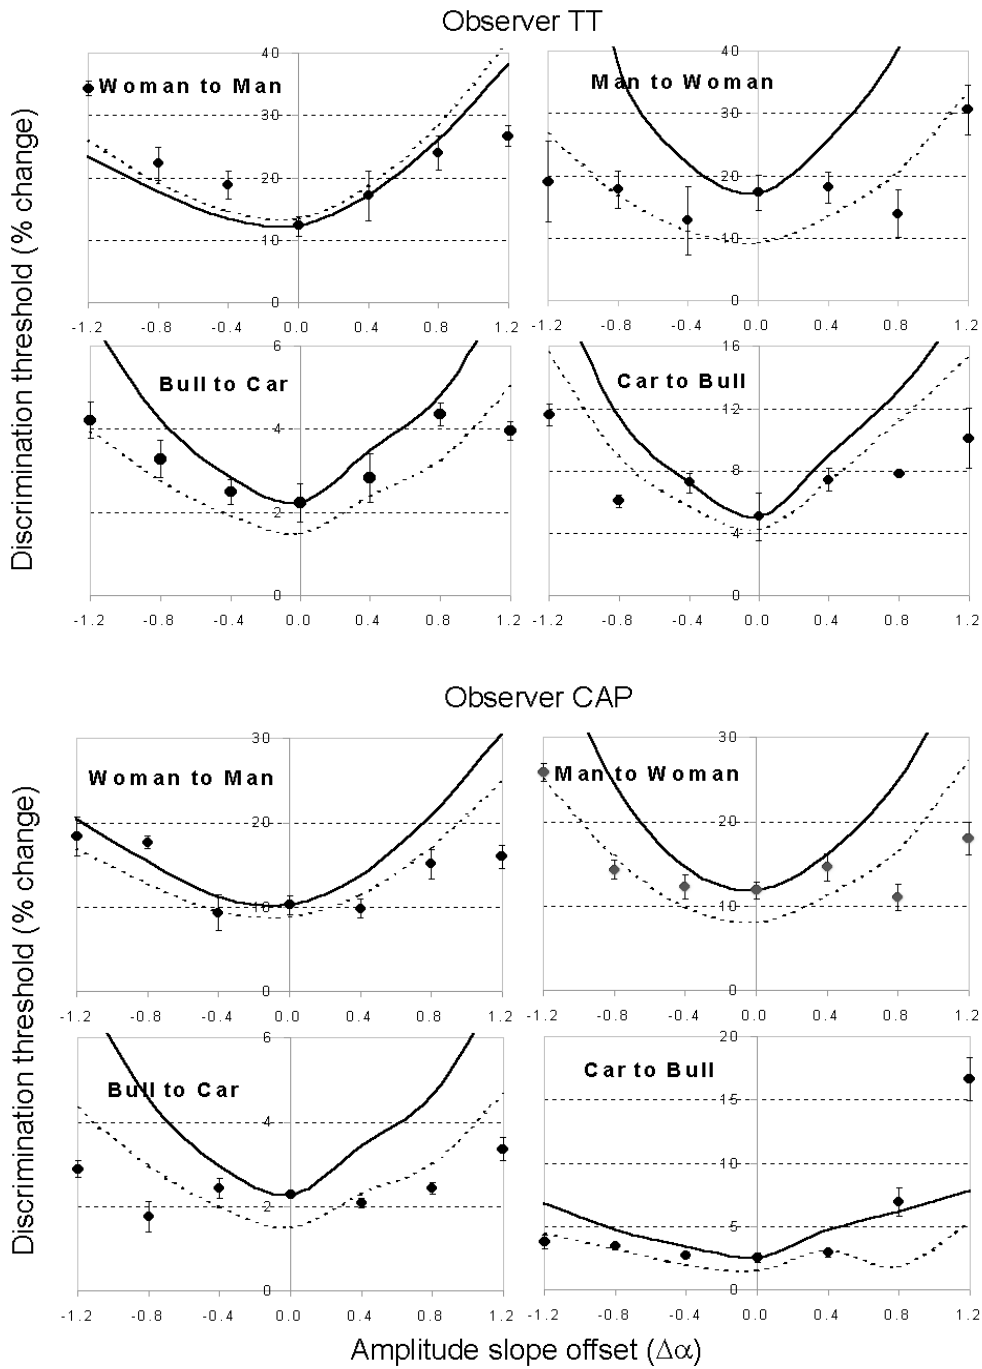 Observer TT
Discrimination threshold (% change)
Woman to Man
40
30
20
10
0
-1.2 -0.8 -0.4 0.0 0.4 0.8 1.2
Man to Woman
40
30
20
10
0
-1.2 -0.8 -0.4 0.0 0.4 0.8 1.2
Bull to Car
6
4
2
0
-1.2 -0.8 -0.4 0.0 0.4 0.8 1.2
Car to Bull
16
12
8
4
0
-1.2 -0.8 -0.4 0.0 0.4 0.8 1.2
Observer CAP
Discrimination threshold (% change)
Woman to Man
30
20
10
0
-1.2 -0.8 -0.4 0.0 0.4 0.8 1.2
Man to Woman
30
20
10
0
-1.2 -0.8 -0.4 0.0 0.4 0.8 1.2
Bull to Car
6
4
2
0
-1.2 -0.8 -0.4 0.0 0.4 0.8 1.2
Car to Bull
20
15
10
5
0
-1.2 -0.8 -0.4 0.0 0.4 0.8 1.2
Amplitude slope offset (Δα)